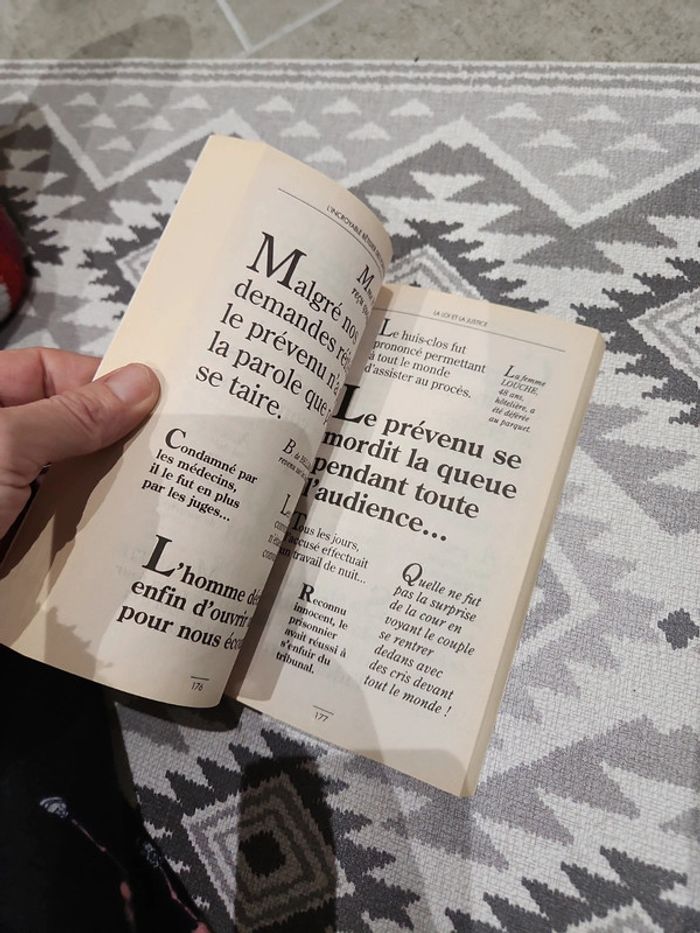 L'INCROYABLE BÊTISIER
Malgré nos
demandes
le prévenu
la parole que
se taire.
reçu
Condamné par
les médecins,
il le fut en plus
par les juges...
B
L'homme
enfin d'ouvrir
pour nous
176
LA LOI ET LA JUSTICE
Le huis-clos fut
prononcé permettant
à tout le monde
d'assister au procès.
La femme
LOUCHE,
48 ans,
hôtelière, a
été déférée
au parquet.
Le prévenu se
mordit la queue
pendant toute
l'audience...
Tous les jours,
l'accusé effectuait
un travail de nuit...
Reconnu
innocent, le
prisonnier
avait réussi à
s'enfuir du
tribunal.
Quelle ne fut
pas la surprise
de la cour en
voyant le couple
se rentrer
dedans avec
des cris devant
tout le monde !
177